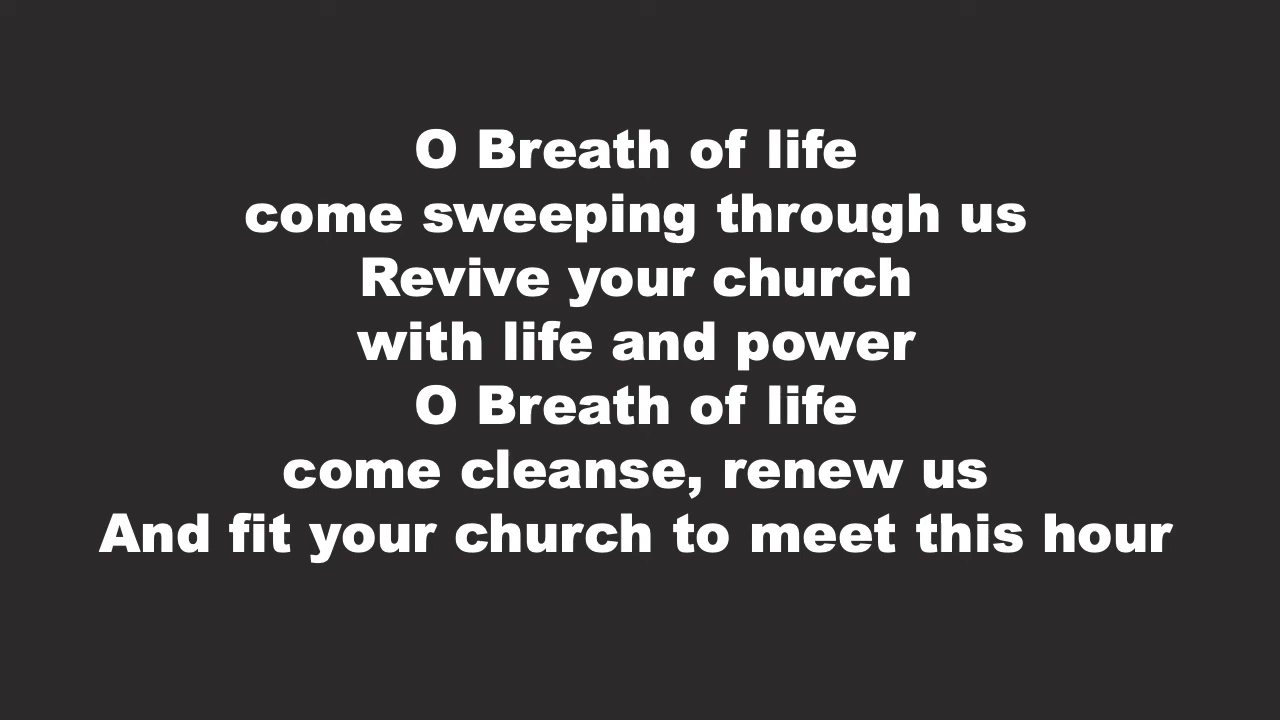 O Breath of life
come sweeping through us
Revive your church
with life and power
O Breath of life
come cleanse, renew us
And fit your church to meet this hour